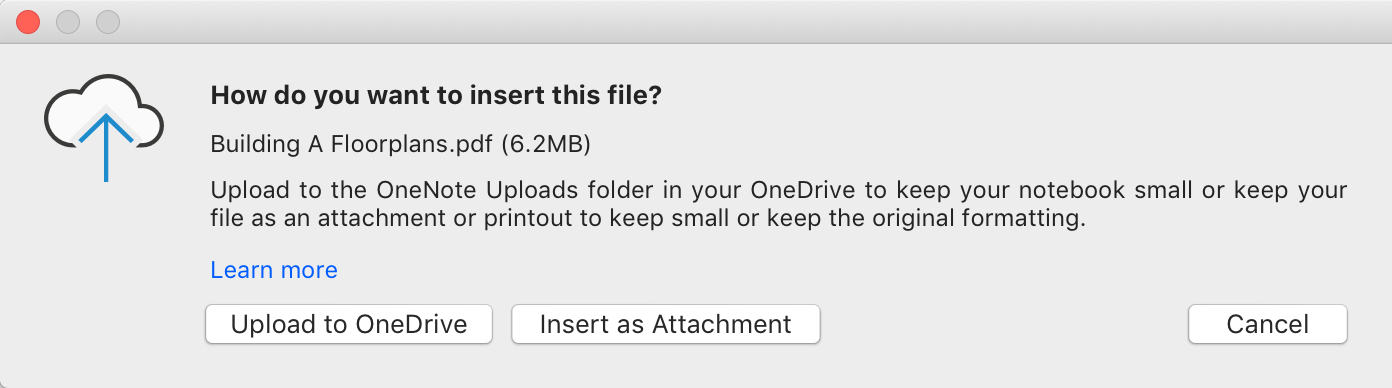 How do you want to insert this file?
Building A Floorplans.pdf (6.2MB)
Upload to the OneNote Uploads folder in your OneDrive to keep your notebook small or keep your
file as an attachment or printout to keep small or keep the original formatting.
Learn more
Upload to OneDrive
Insert as Attachment
Cancel